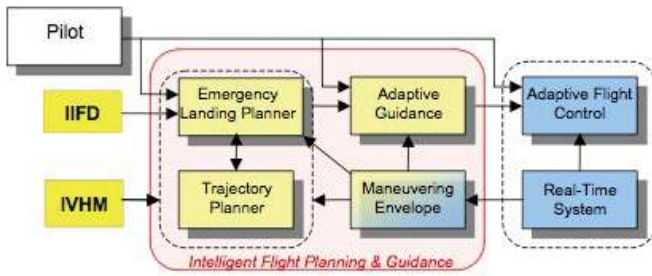 Pilot
IIFD
Emergency
Landing Planner
Adaptive
Guidance
Adaptive Flight
Control
IVHM
Trajectory
Planner
Maneuvering
Envelope
Real-Time
System
Intelligent Flight Planning & Guidance